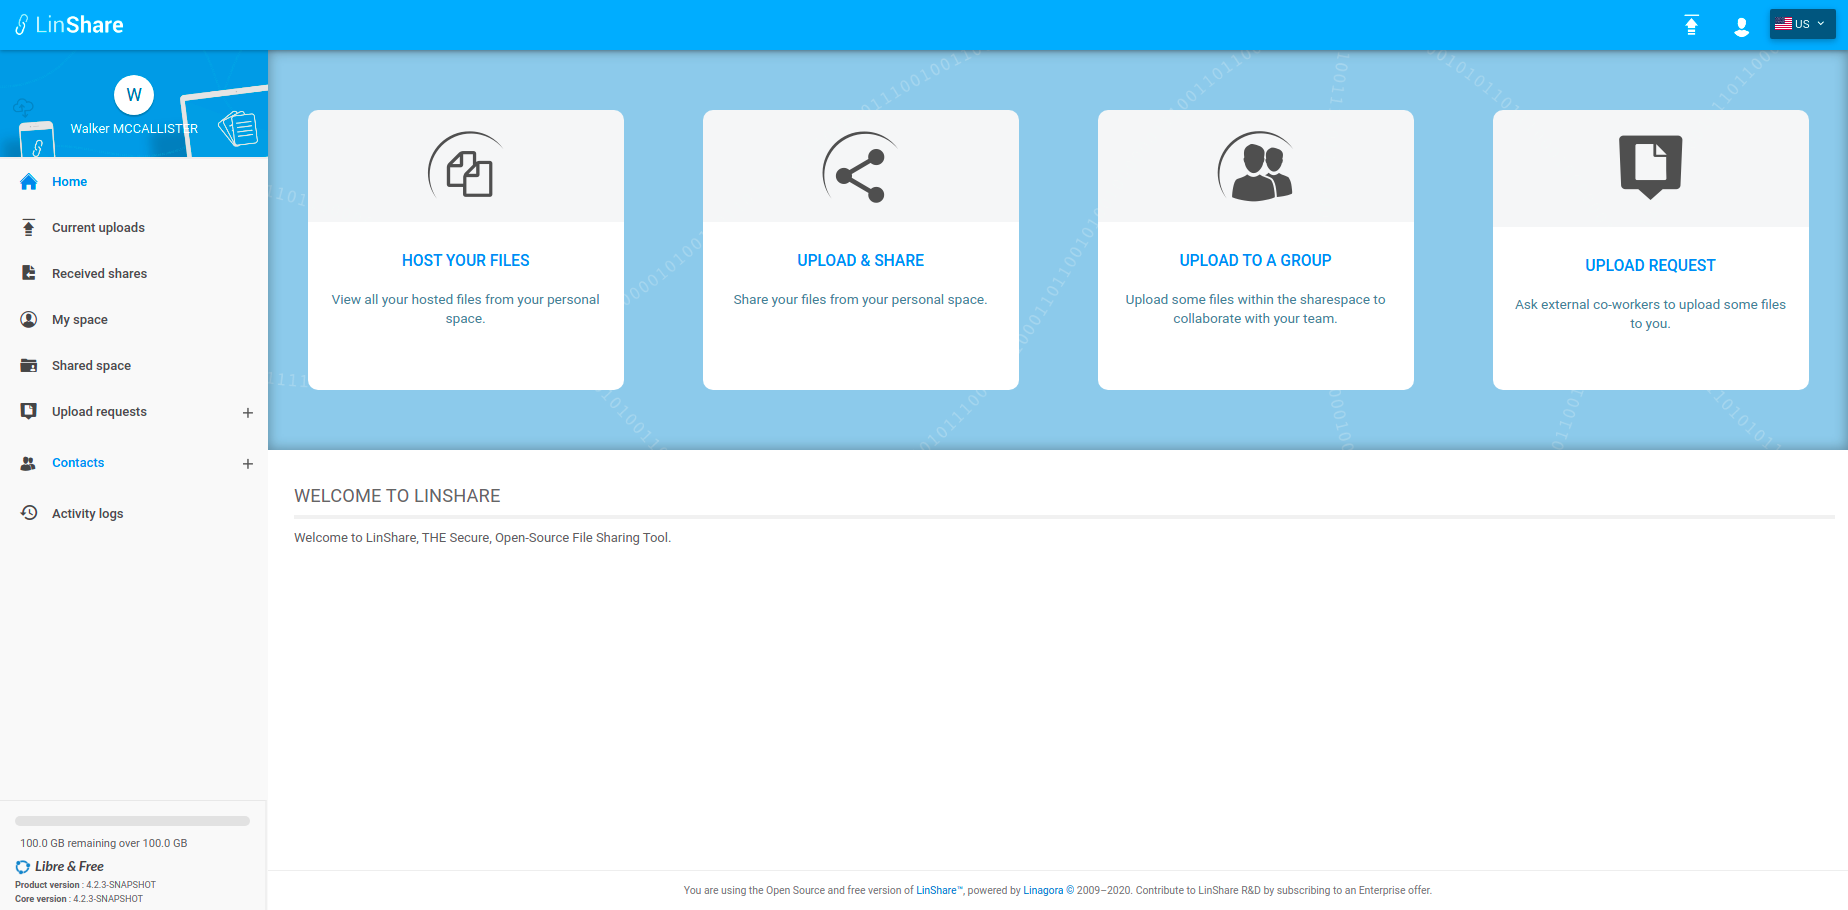 LinShare
US
W
Walker MCCALLISTER
Home
Current uploads
Received shares
My space
Shared space
Upload requests
+
Contacts
+
Activity logs
100.0 GB remaining over 100.0 GB
Libre & Free
Product version : 4.2.3-SNAPSHOT
Core version : 4.2.3-SNAPSHOT
HOST YOUR FILES
View all your hosted files from your personal
space.
UPLOAD & SHARE
Share your files from your personal space.
UPLOAD TO A GROUP
Upload some files within the sharespace to
collaborate with your team.
UPLOAD REQUEST
Ask external co-workers to upload some files
to you.
WELCOME TO LINSHARE
Welcome to LinShare, THE Secure, Open-Source File Sharing Tool.
You are using the Open Source and free version of LinShare™, powered by Linagora © 2009–2020. Contribute to LinShare R&D by subscribing to an Enterprise offer.